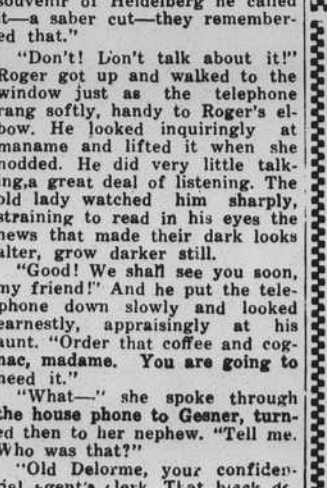 souvenir of Heidelberg he called
it—a saber cut—they remember-
ed that."
"Don't! Lon't talk about it!"
Roger got up and walked to the
window just as the telephone
rang softly, handy to Roger's el-
bow. He looked inquiringly at
maname and lifted it when she
nodded. He did very little talk-
ing,a great deal of listening. The
old lady watched him sharply,
straining to read in his eyes the
news that made their dark looks
alter, grow darker still.
"Good! We shall see you soon,
my friend!" And he put the tele-
phone down slowly and looked
earnestly, appraisingly at his
aunt. "Order that coffee and cog-
nac, madame. You are going to
need it."
"What—" she spoke through
the house phone to Gesner, turn-
ed then to her nephew. "Tell me.
Who was that?"
"Old Delorme, your confiden-
tial agent's clerk. That black de-